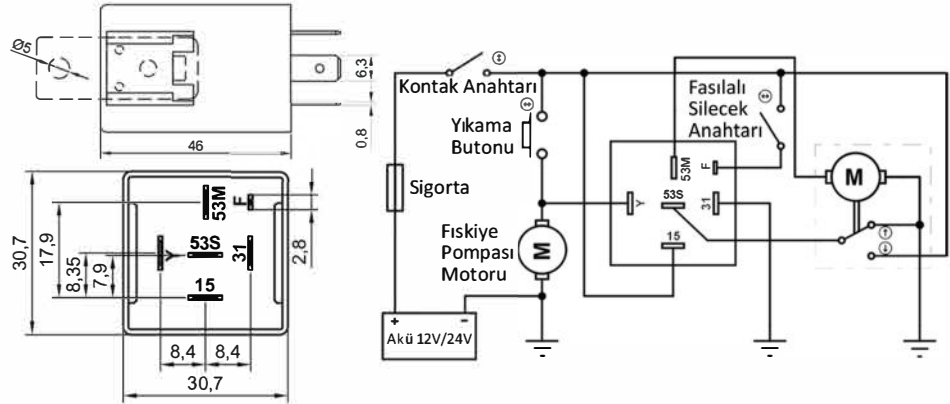 Ø5
6,3
0,8
46
53M
F
Y
53S
31
15
30,7
17,9
8,35
7,9
2,8
8,4
8,4
30,7
Kontak Anahtarı
Yıkama
Butonu
Sigorta
Fıskiye
Pompası
Motoru
M
+
-
Akü 12V/24V
Fasılalı
Silecek
Anahtarı
53M
F
Y
53S
31
15
M